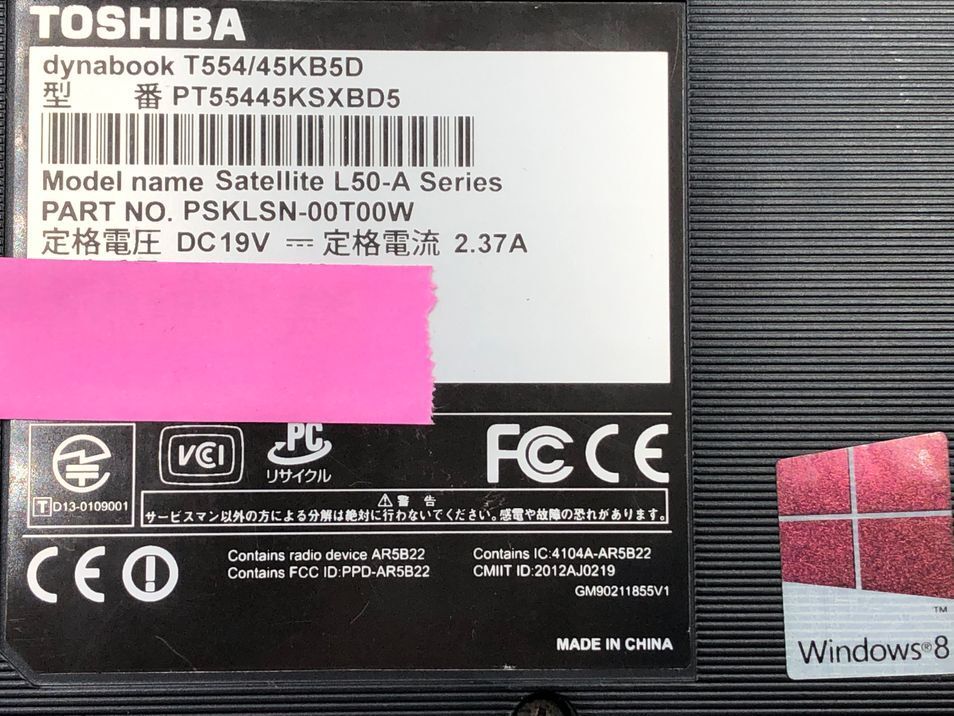 TOSHIBA
dynabook T554/45KB5D
型 番 PT55445KSXBD5
Model name Satellite L50-A Series
PART NO. PSKLSN-00T00W
定格電圧 DC19V 定格電流 2.37A
VCI
PC
リサイクル
FC CE
T D13-0109001
⚠警 告
サービスマン以外の方による分解は絶対に行わないでください。感電や故障の恐れがあります。
CE
Contains radio device AR5B22
Contains FCC ID:PPD-AR5B22
Contains IC:4104A-AR5B22
CMIIT ID:2012AJ0219
GM90211855V1
MADE IN CHINA
Windows®8
TM